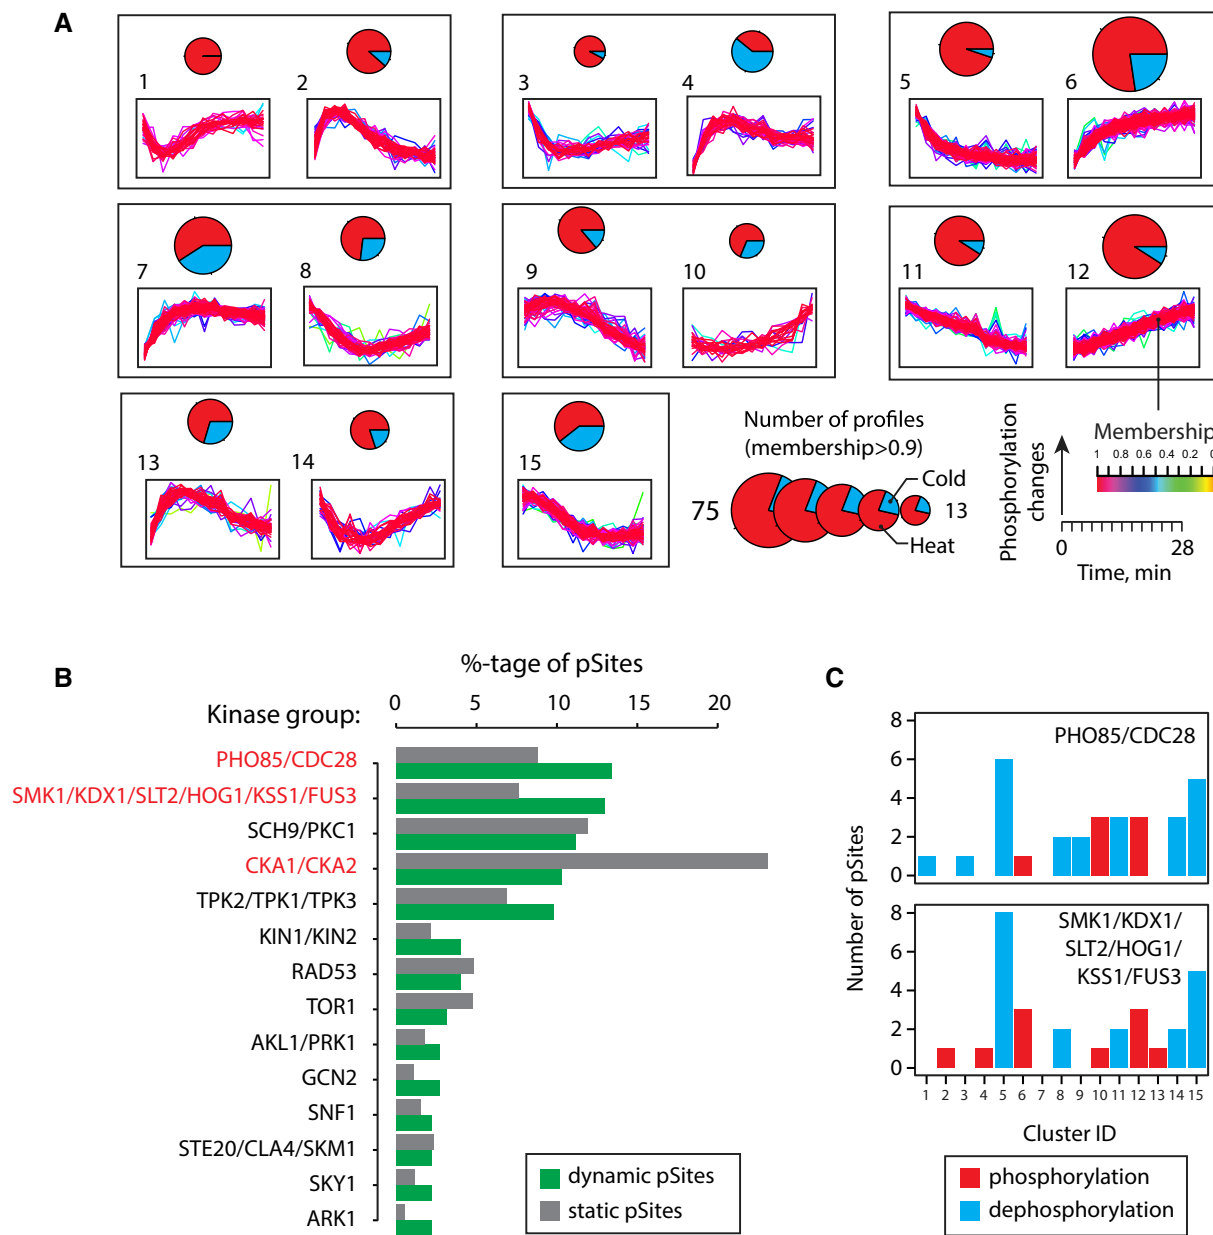 A
1 2 3 4 5 6
7 8 9 10 11 12
13 14 15
Number of profiles
(membership>0.9)
75 13
Cold
Heat
Phosphorylation
changes
0 28
Time, min
Membership
1 0.8 0.6 0.4 0.2 0
B
%-tage of pSites
Kinase group:
0 5 10 15 20
PHO85/CDC28
SMK1/KDX1/SLT2/HOG1/KSS1/FUS3
SCH9/PKC1
CKA1/CKA2
TPK2/TPK1/TPK3
KIN1/KIN2
RAD53
TOR1
AKL1/PRK1
GCN2
SNF1
STE20/CLA4/SKM1
SKY1
ARK1
dynamic pSites
static pSites
C
Number of pSites
8
6
4
2
0
PHO85/CDC28
8
6
4
2
0
SMK1/KDX1/
SLT2/HOG1/
KSS1/FUS3
1 2 3 4 5 6 7 8 9 10 11 12 13 14 15
Cluster ID
phosphorylation
dephosphorylation